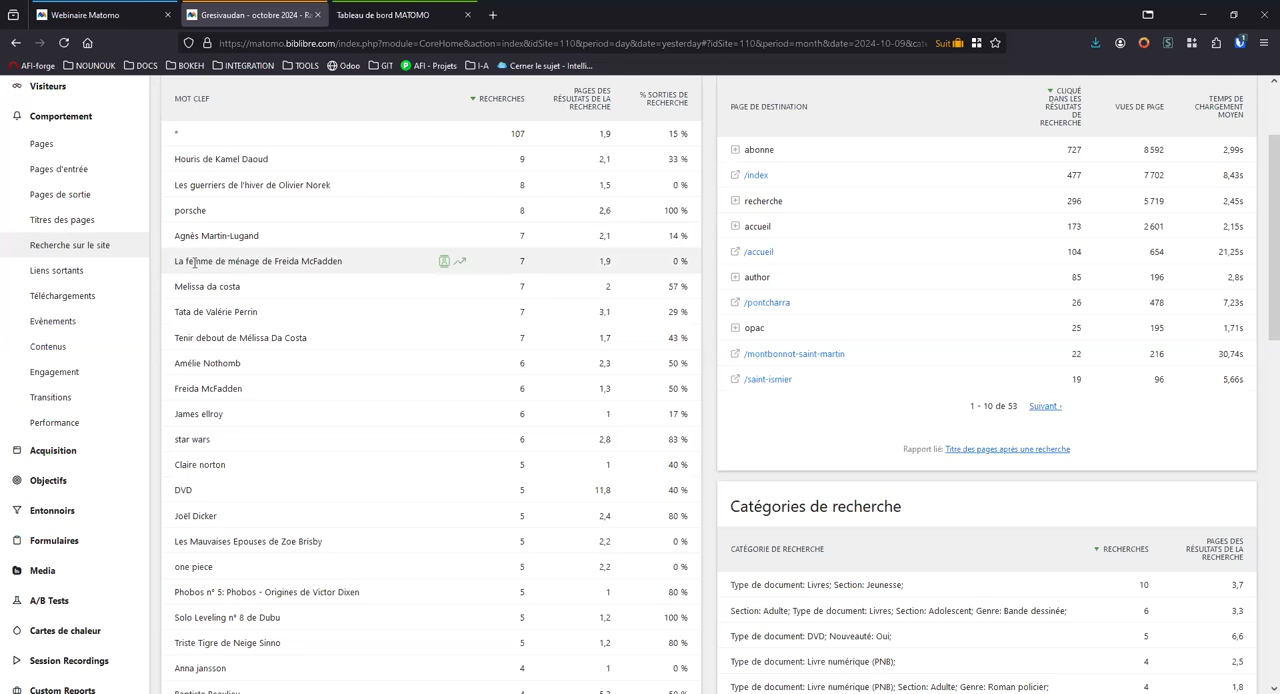 Webinaire Matomo
Gresivaudan - octobre 2024 - Ra
Tableau de bord MATOMO
https://matomo.biblibre.com/index.php?module=CoreHome&action=index&idSite=110&period=day&date=yesterday#?idSite=110&period=month&date=2024-10-09&cat
Suit
AFI-forge
NOUNOUK
DOCS
BOKEH
INTEGRATION
TOOLS
Odoo
GIT
AFI - Projets
I-A
Cerner le sujet - Intelli...
Visiteurs
Comportement
Pages
Pages d'entrée
Pages de sortie
Titres des pages
Recherche sur le site
Liens sortants
Téléchargements
Evènements
Contenus
Engagement
Transitions
Performance
Acquisition
Objectifs
Entonnoirs
Formulaires
Media
A/B Tests
Cartes de chaleur
Session Recordings
Custom Reports
MOT CLEF RECHERCHES PAGES DES RÉSULTATS DE LA RECHERCHE % SORTIES DE RECHERCHE
* 107 1,9 15 %
Houris de Kamel Daoud 9 2,1 33 %
Les guerriers de l'hiver de Olivier Norek 8 1,5 0 %
porsche 8 2,6 100 %
Agnès Martin-Lugand 7 2,1 14 %
La femme de ménage de Freida McFadden 7 1,9 0 %
Melissa da costa 7 2 57 %
Tata de Valérie Perrin 7 3,1 29 %
Tenir debout de Mélissa Da Costa 7 1,7 43 %
Amélie Nothomb 6 2,3 50 %
Freida McFadden 6 1,3 50 %
James ellroy 6 1 17 %
star wars 6 2,8 83 %
Claire norton 5 1 40 %
DVD 5 11,8 40 %
Joël Dicker 5 2,4 80 %
Les Mauvaises Epouses de Zoe Brisby 5 2,2 0 %
one piece 5 2,2 0 %
Phobos n° 5: Phobos - Origines de Victor Dixen 5 1 80 %
Solo Leveling n° 8 de Dubu 5 1,2 100 %
Triste Tigre de Neige Sinno 5 1,2 80 %
Anna jansson 4 1 0 %
Baptiste Beaulieu 4 5,2 50 %
PAGE DE DESTINATION CLIQUÉ DANS LES RÉSULTATS DE RECHERCHE VUES DE PAGE TEMPS DE CHARGEMENT MOYEN
abonne 727 8 592 2,99s
/index 477 7 702 8,43s
recherche 296 5 719 2,45s
accueil 173 2 601 2,15s
/accueil 104 654 21,25s
author 85 196 2,8s
/pontcharra 26 478 7,23s
opac 25 195 1,71s
/montbonnot-saint-martin 22 216 30,74s
/saint-ismier 19 96 5,66s
1 - 10 de 53 Suivant ›
Rapport lié: Titre des pages après une recherche
Catégories de recherche
CATÉGORIE DE RECHERCHE RECHERCHES PAGES DES RÉSULTATS DE LA RECHERCHE
Type de document: Livres; Section: Jeunesse; 10 3,7
Section: Adulte; Type de document: Livres; Section: Adolescent; Genre: Bande dessinée; 6 3,3
Type de document: DVD; Nouveauté: Oui; 5 6,6
Type de document: Livre numérique (PNB); 4 2,5
Type de document: Livre numérique (PNB); Section: Adulte; Genre: Roman policier; 4 1,8